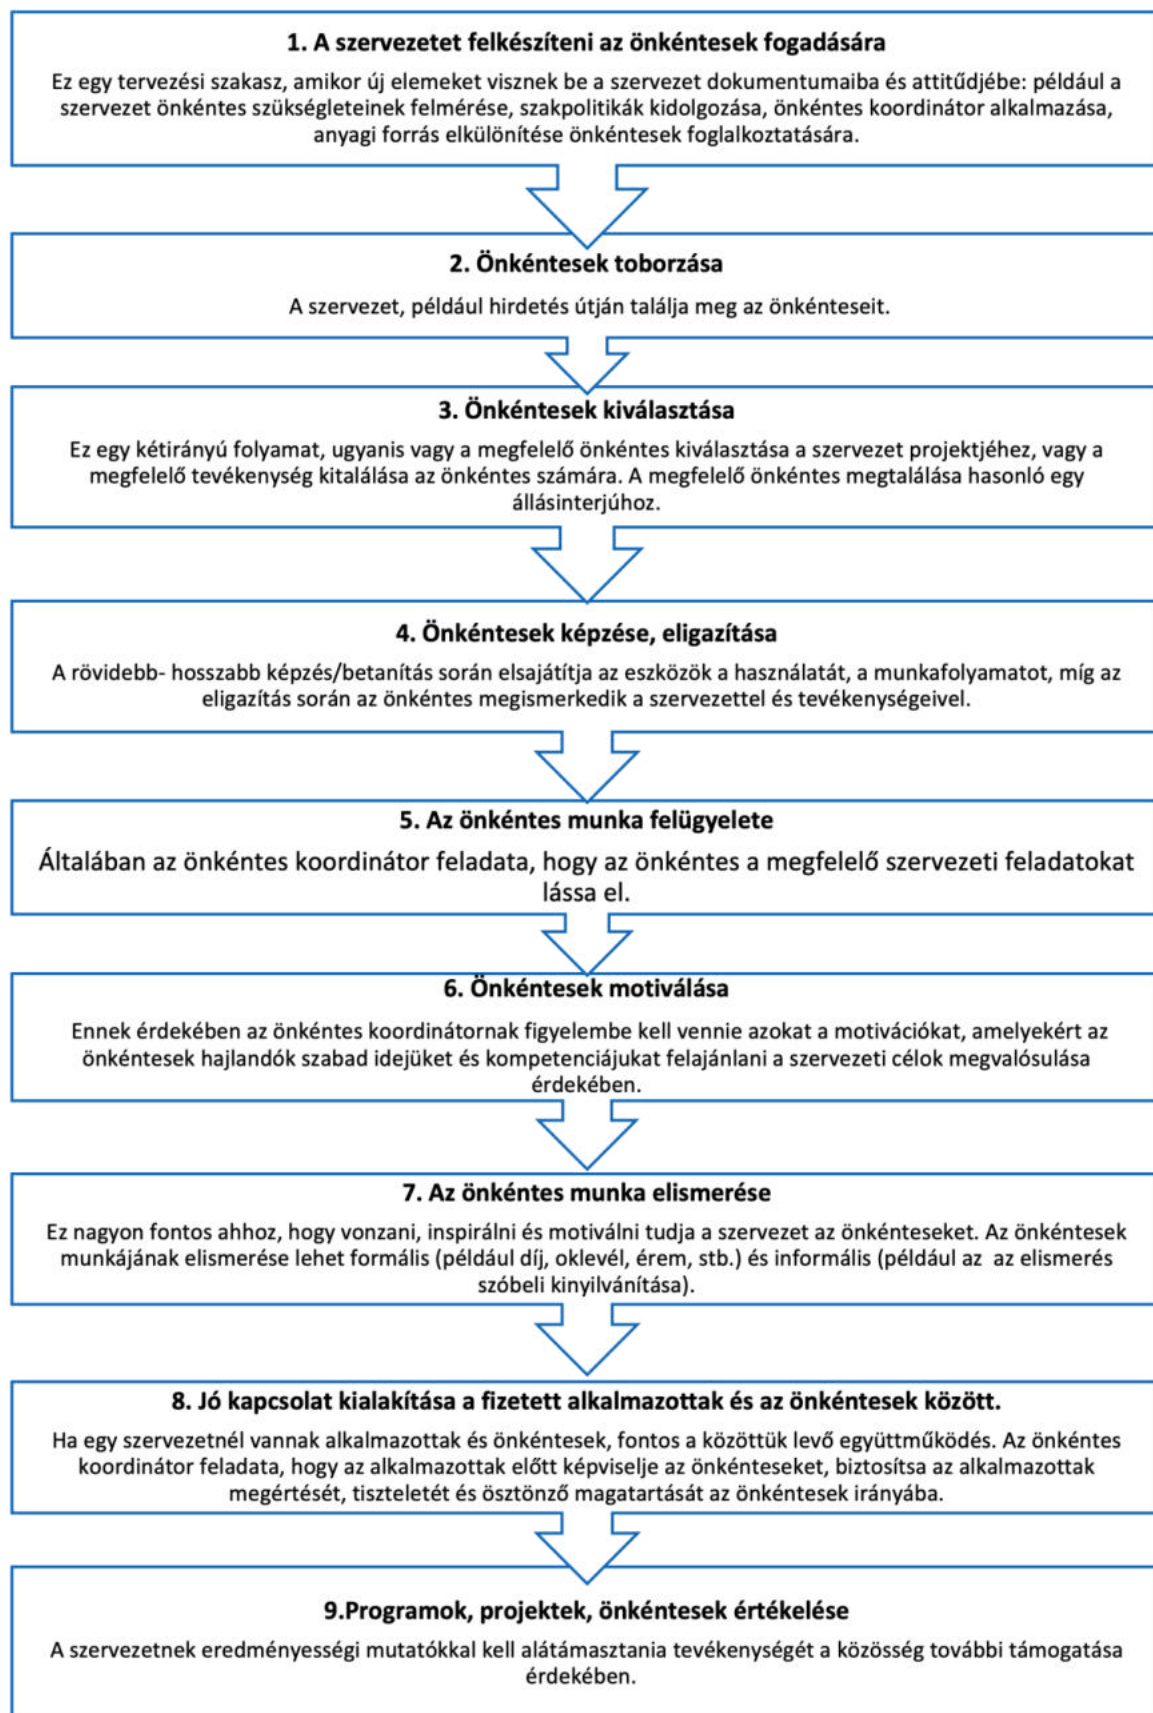 1. A szervezetet felkészíteni az önkéntesek fogadására
Ez egy tervezési szakasz, amikor új elemeket visznek be a szervezet dokumentumaiba és attitűdjébe: például a
szervezet önkéntes szükségleteinek felmérése, szakpolitikák kidolgozása, önkéntes koordinátor alkalmazása,
anyagi forrás elkülönítése önkéntesek foglalkoztatására.
2. Önkéntesek toborzása
A szervezet, például hirdetés útján találja meg az önkénteseit.
3. Önkéntesek kiválasztása
Ez egy kétirányú folyamat, ugyanis vagy a megfelelő önkéntes kiválasztása a szervezet projektjéhez, vagy a
megfelelő tevékenység kitalálása az önkéntes számára. A megfelelő önkéntes megtalálása hasonló egy
állásinterjúhoz.
4. Önkéntesek képzése, eligazítása
A rövidebb- hosszabb képzés/betanítás során elsajátítja az eszközök a használatát, a munkafolyamatot, míg az
eligazítás során az önkéntes megismerkedik a szervezettel és tevékenységeivel.
5. Az önkéntes munka felügyelete
Általában az önkéntes koordinátor feladata, hogy az önkéntes a megfelelő szervezeti feladatokat
lássa el.
6. Önkéntesek motiválása
Ennek érdekében az önkéntes koordinátornak figyelembe kell vennie azokat a motivációkat, amelyekért az
önkéntesek hajlandók szabad idejüket és kompetenciájukat felajánlani a szervezeti célok megvalósulása
érdekében.
7. Az önkéntes munka elismerése
Ez nagyon fontos ahhoz, hogy vonzani, inspirálni és motiválni tudja a szervezet az önkénteseket. Az önkéntesek
munkájának elismerése lehet formális (például díj, oklevél, érem, stb.) és informális (például az  az elismerés
szóbeli kinyilvánítása).
8. Jó kapcsolat kialakítása a fizetett alkalmazottak és az önkéntesek között.
Ha egy szervezetnél vannak alkalmazottak és önkéntesek, fontos a közöttük levő együttműködés. Az önkéntes
koordinátor feladata, hogy az alkalmazottak előtt képviselje az önkénteseket, biztosítsa az alkalmazottak
megértését, tiszteletét és ösztönző magatartását az önkéntesek irányába.
9.Programok, projektek, önkéntesek értékelése
A szervezetnek eredményességi mutatókkal kell alátámasztania tevékenységét a közösség további támogatása
érdekében.